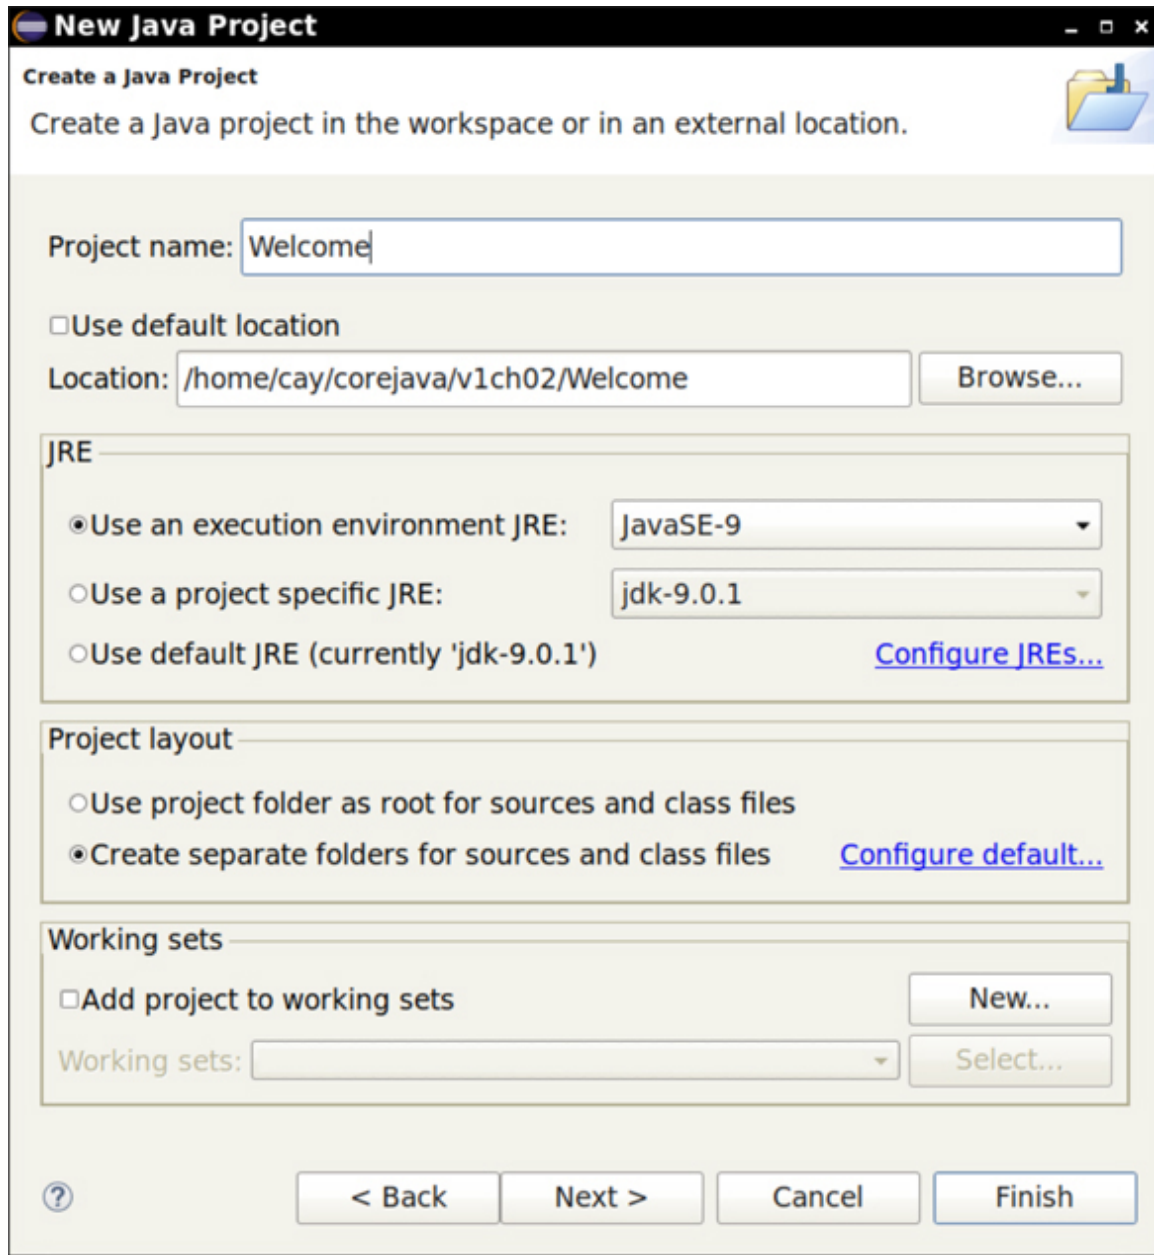 New Java Project
Create a Java Project
Create a Java project in the workspace or in an external location.
Project name: Welcome
Use default location
Location: /home/cay/corejava/v1ch02/Welcome Browse...
JRE
Use an execution environment JRE: JavaSE-9
Use a project specific JRE: jdk-9.0.1
Use default JRE (currently 'jdk-9.0.1') Configure JREs...
Project layout
Use project folder as root for sources and class files
Create separate folders for sources and class files Configure default...
Working sets
Add project to working sets New...
Working sets: Select...
? < Back Next > Cancel Finish